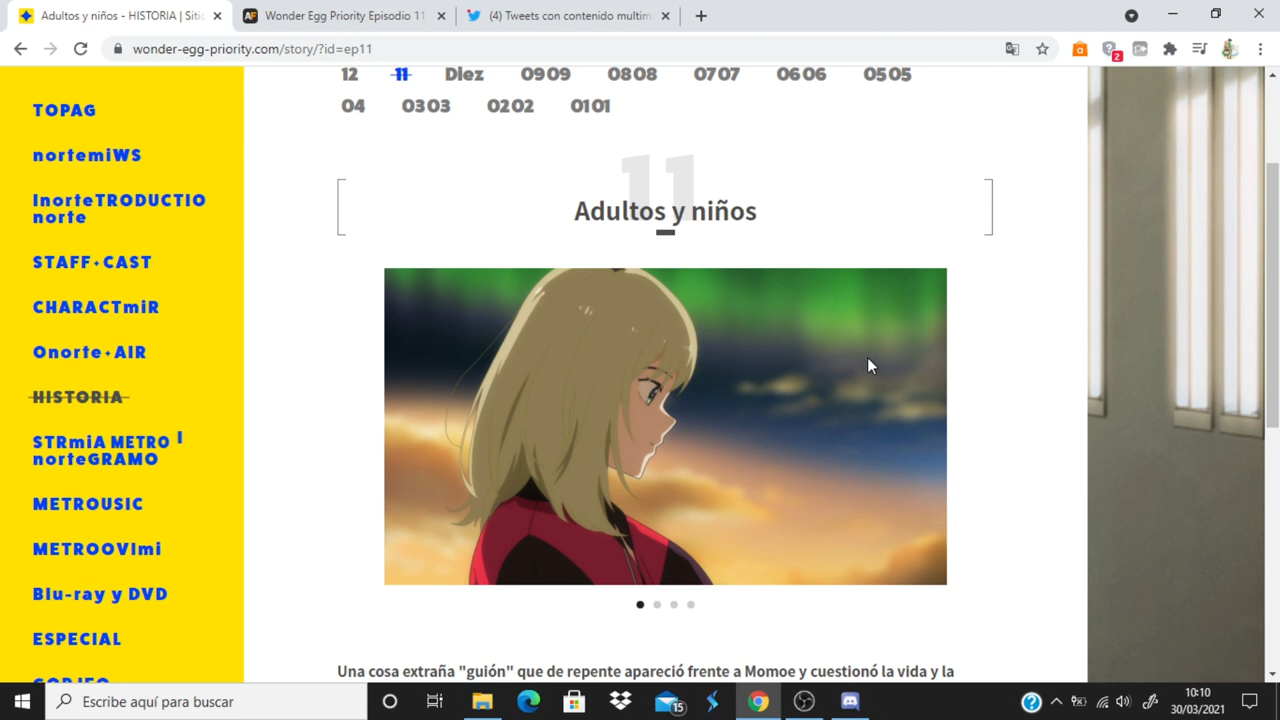 Adultos y niños - HISTORIA | Sitic
Wonder Egg Priority Episodio 11
(4) Tweets con contenido multim
wonder-egg-priority.com/story/?id=ep11
2
12 11 DIez 0909 0808 0707 0606 0505
04 0303 0202 0101
TOPAG
nortemiWS
InorteTRODUCTIO
norte
STAFF·CAST
CHARACTmiR
Onorte·AIR
HISTORIA
STRmiA METRO I
norteGRAMO
METROUSIC
METROOVImi
Blu-ray y DVD
ESPECIAL
11
Adultos y niños
Una cosa extraña "guión" que de repente apareció frente a Momoe y cuestionó la vida y la
Escribe aquí para buscar
15
10:10
30/03/2021